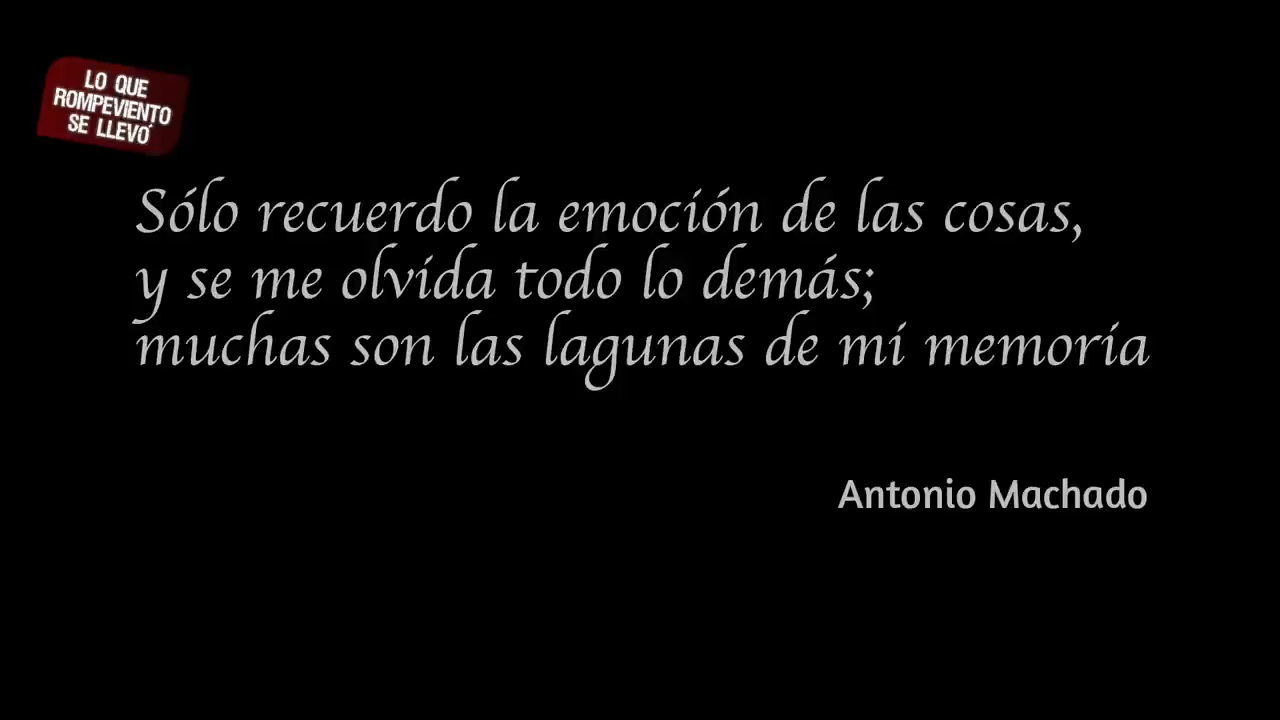 LO QUE
ROMPEVIENTO
SE LLEVÓ
Sólo recuerdo la emoción de las cosas,
y se me olvida todo lo demás;
muchas son las lagunas de mi memoria
Antonio Machado